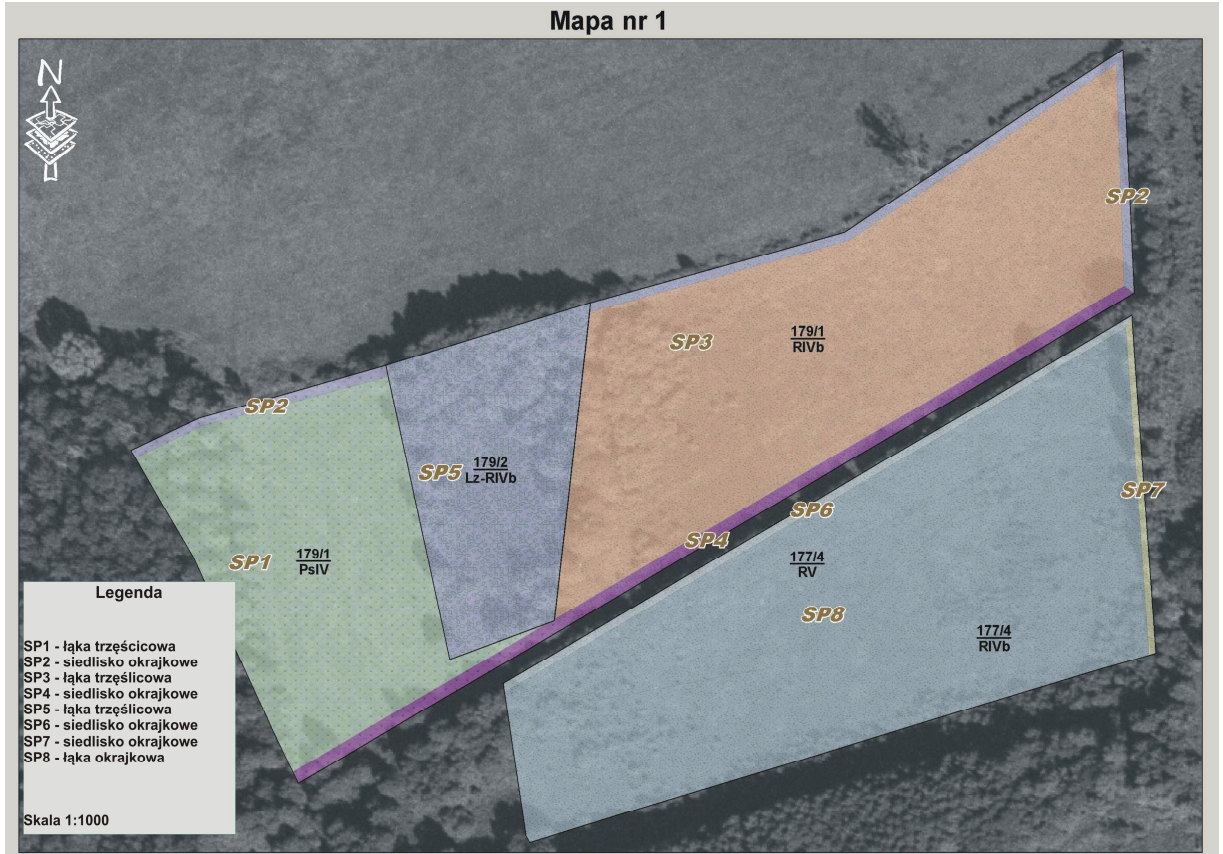 Mapa nr 1
N
SP2
SP3
179/1
RIVb
SP2
SP5
179/2
Lz-RIVb
SP7
SP6
SP4
SP1
179/1
PsIV
177/4
RV
SP8
177/4
RIVb
Legenda
SP1 - łąka trzęścicowa
SP2 - siedlisko okrajkowe
SP3 - łąka trzęślicowa
SP4 - siedlisko okrajkowe
SP5 - łąka trzęślicowa
SP6 - siedlisko okrajkowe
SP7 - siedlisko okrajkowe
SP8 - łąka okrajkowa
Skala 1:1000